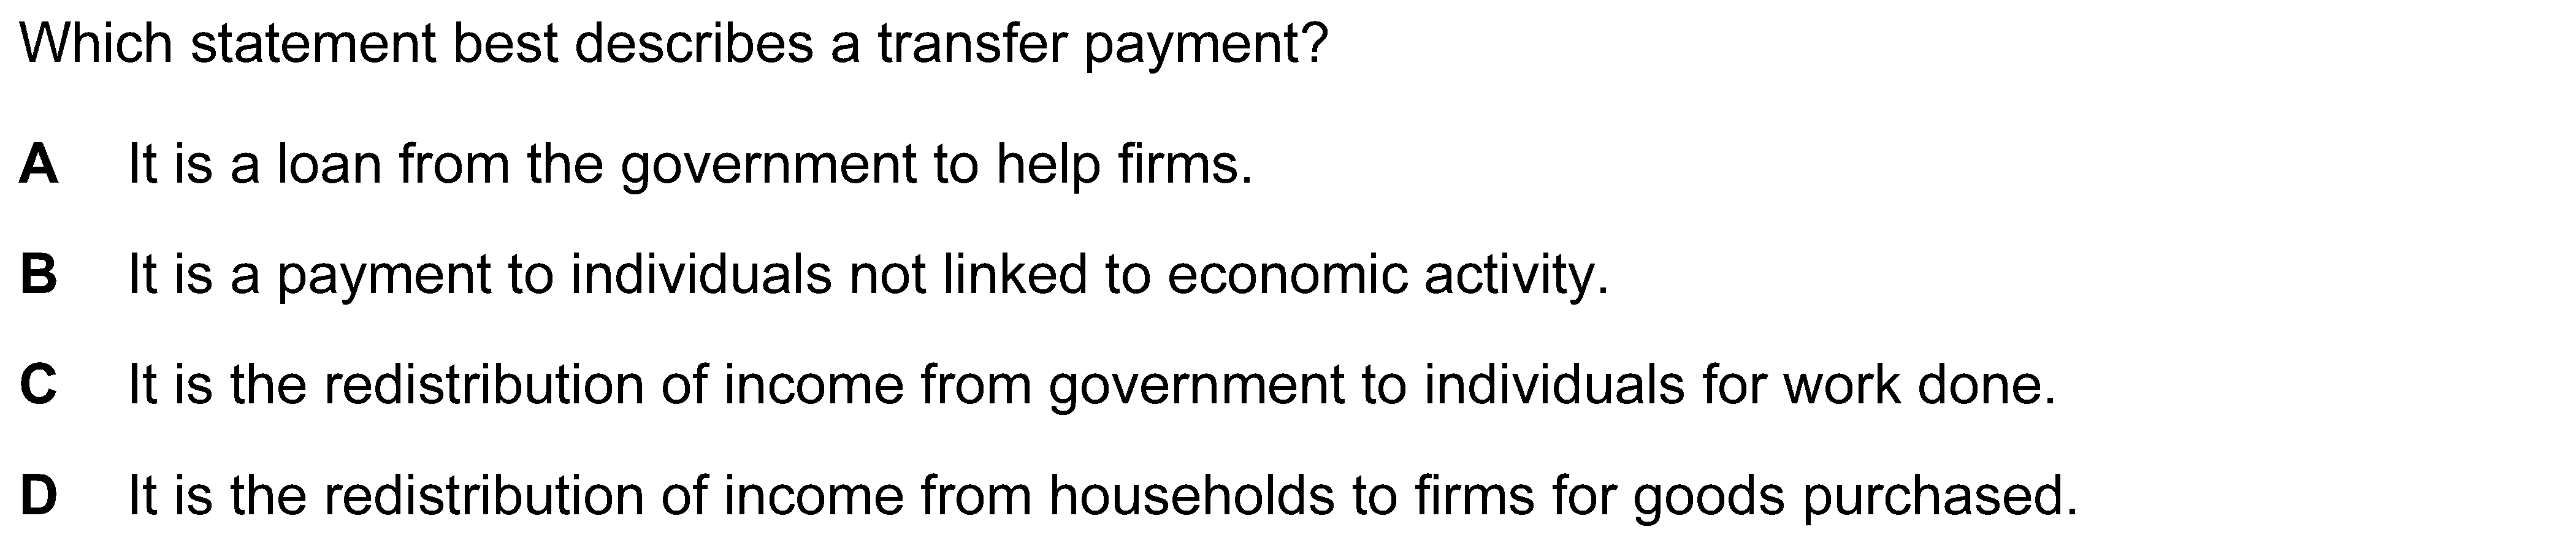 Which statement best describes a transfer payment?
A It is a loan from the government to help firms.
B It is a payment to individuals not linked to economic activity.
C It is the redistribution of income from government to individuals for work done.
D It is the redistribution of income from households to firms for goods purchased.